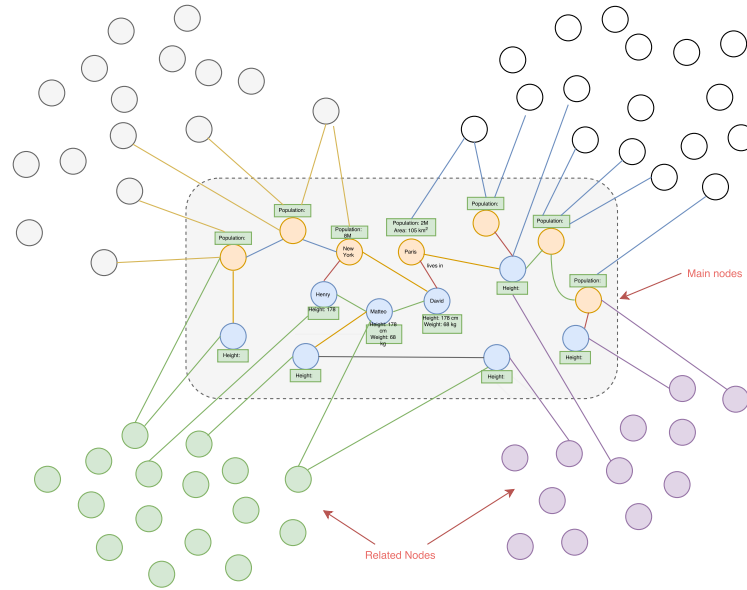 Population:
Population:
Population: 2M
Area: 105 km²
Population:
Population:
Population:
8M
New
York
Paris
lives in
Height:
Main nodes
Population:
Henry
David
Height: 178
Matteo
Height: 178 cm
Weight: 68 kg
Height: 178
cm
Weight: 68
kg
Height:
Height:
Height:
Height:
Related Nodes